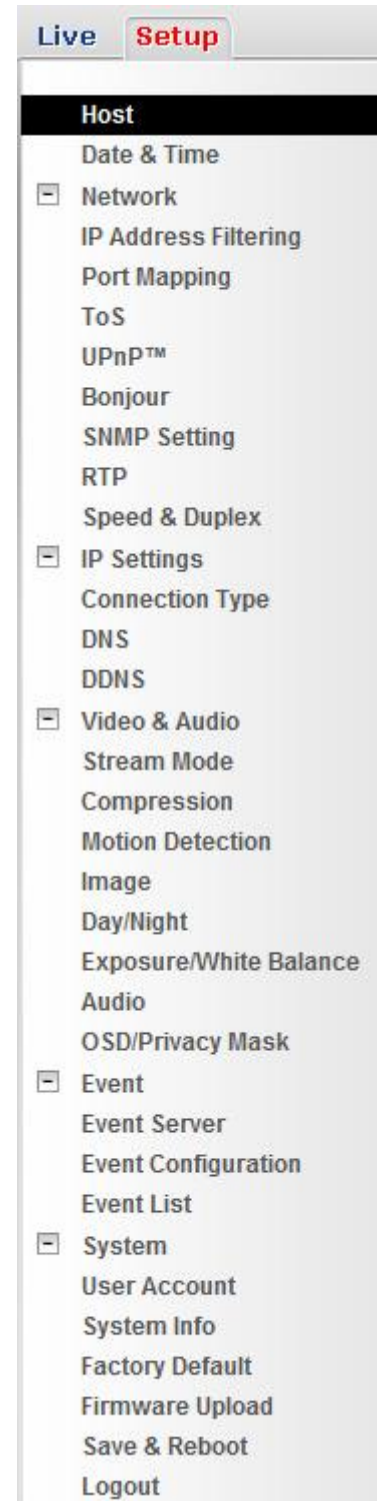 Live Setup
Host
Date & Time
Network
IP Address Filtering
Port Mapping
ToS
UPnP™
Bonjour
SNMP Setting
RTP
Speed & Duplex
IP Settings
Connection Type
DNS
DDNS
Video & Audio
Stream Mode
Compression
Motion Detection
Image
Day/Night
Exposure/White Balance
Audio
OSD/Privacy Mask
Event
Event Server
Event Configuration
Event List
System
User Account
System Info
Factory Default
Firmware Upload
Save & Reboot
Logout